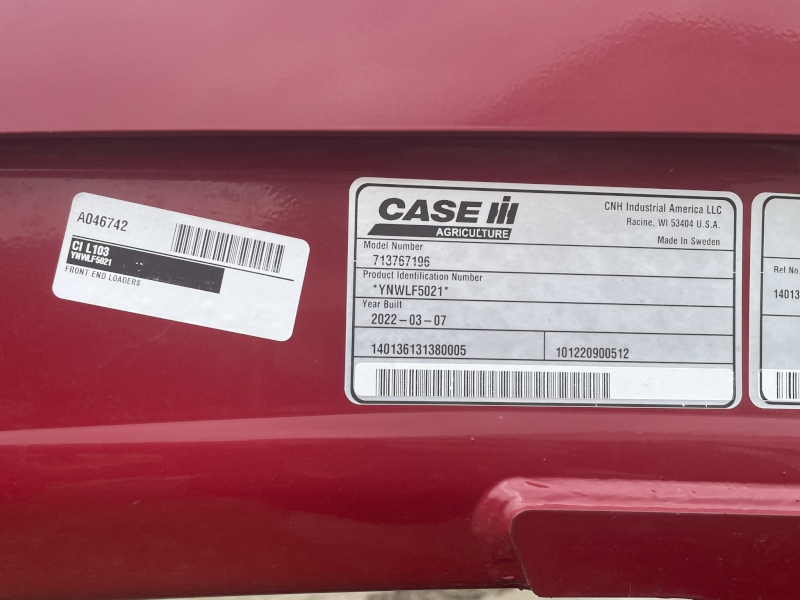 A046742
CI L103
YNWLF5021
FRONT END LOADERS
CASE IH
AGRICULTURE
CNH Industrial America LLC
Racine, WI 53404 U.S.A.
Made In Sweden
Model Number
713767196
Product Identification Number
*YNWLF5021*
Year Built
2022-03-07
140136131380005
101220900512
Ref.No
14013